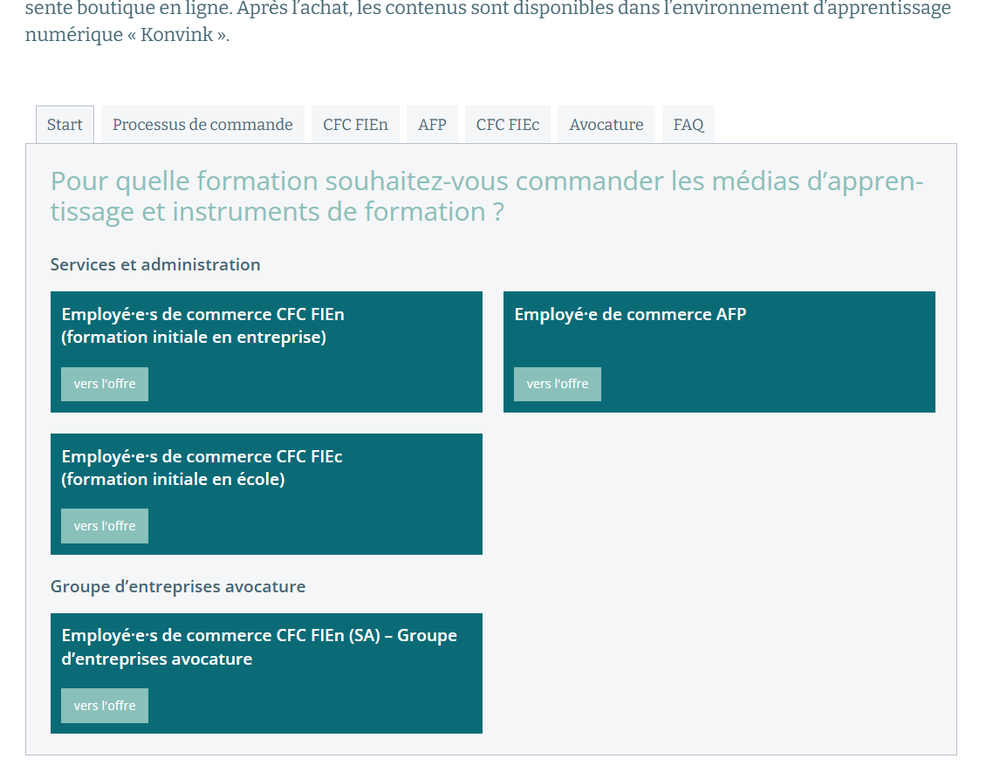 sente boutique en ligne. Après l’achat, les contenus sont disponibles dans l’environnement d’apprentissage
numérique « Konvink ».
Start
Processus de commande
CFC FIEn
AFP
CFC FIEc
Avocature
FAQ
Pour quelle formation souhaitez-vous commander les médias d’appren-
tissage et instruments de formation ?
Services et administration
Employé·e·s de commerce CFC FIEn
(formation initiale en entreprise)
vers l'offre
Employé·e de commerce AFP
vers l'offre
Employé·e·s de commerce CFC FIEc
(formation initiale en école)
vers l'offre
Groupe d’entreprises avocature
Employé·e·s de commerce CFC FIEn (SA) – Groupe
d’entreprises avocature
vers l'offre